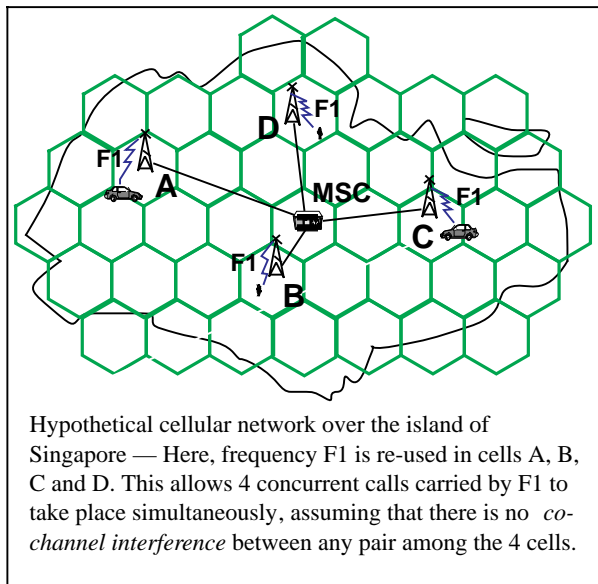 F1
D
F1
A
MSC
F1
C
F1
B
Hypothetical cellular network over the island of
Singapore — Here, frequency F1 is re-used in cells A, B,
C and D. This allows 4 concurrent calls carried by F1 to
take place simultaneously, assuming that there is no co-
channel interference between any pair among the 4 cells.